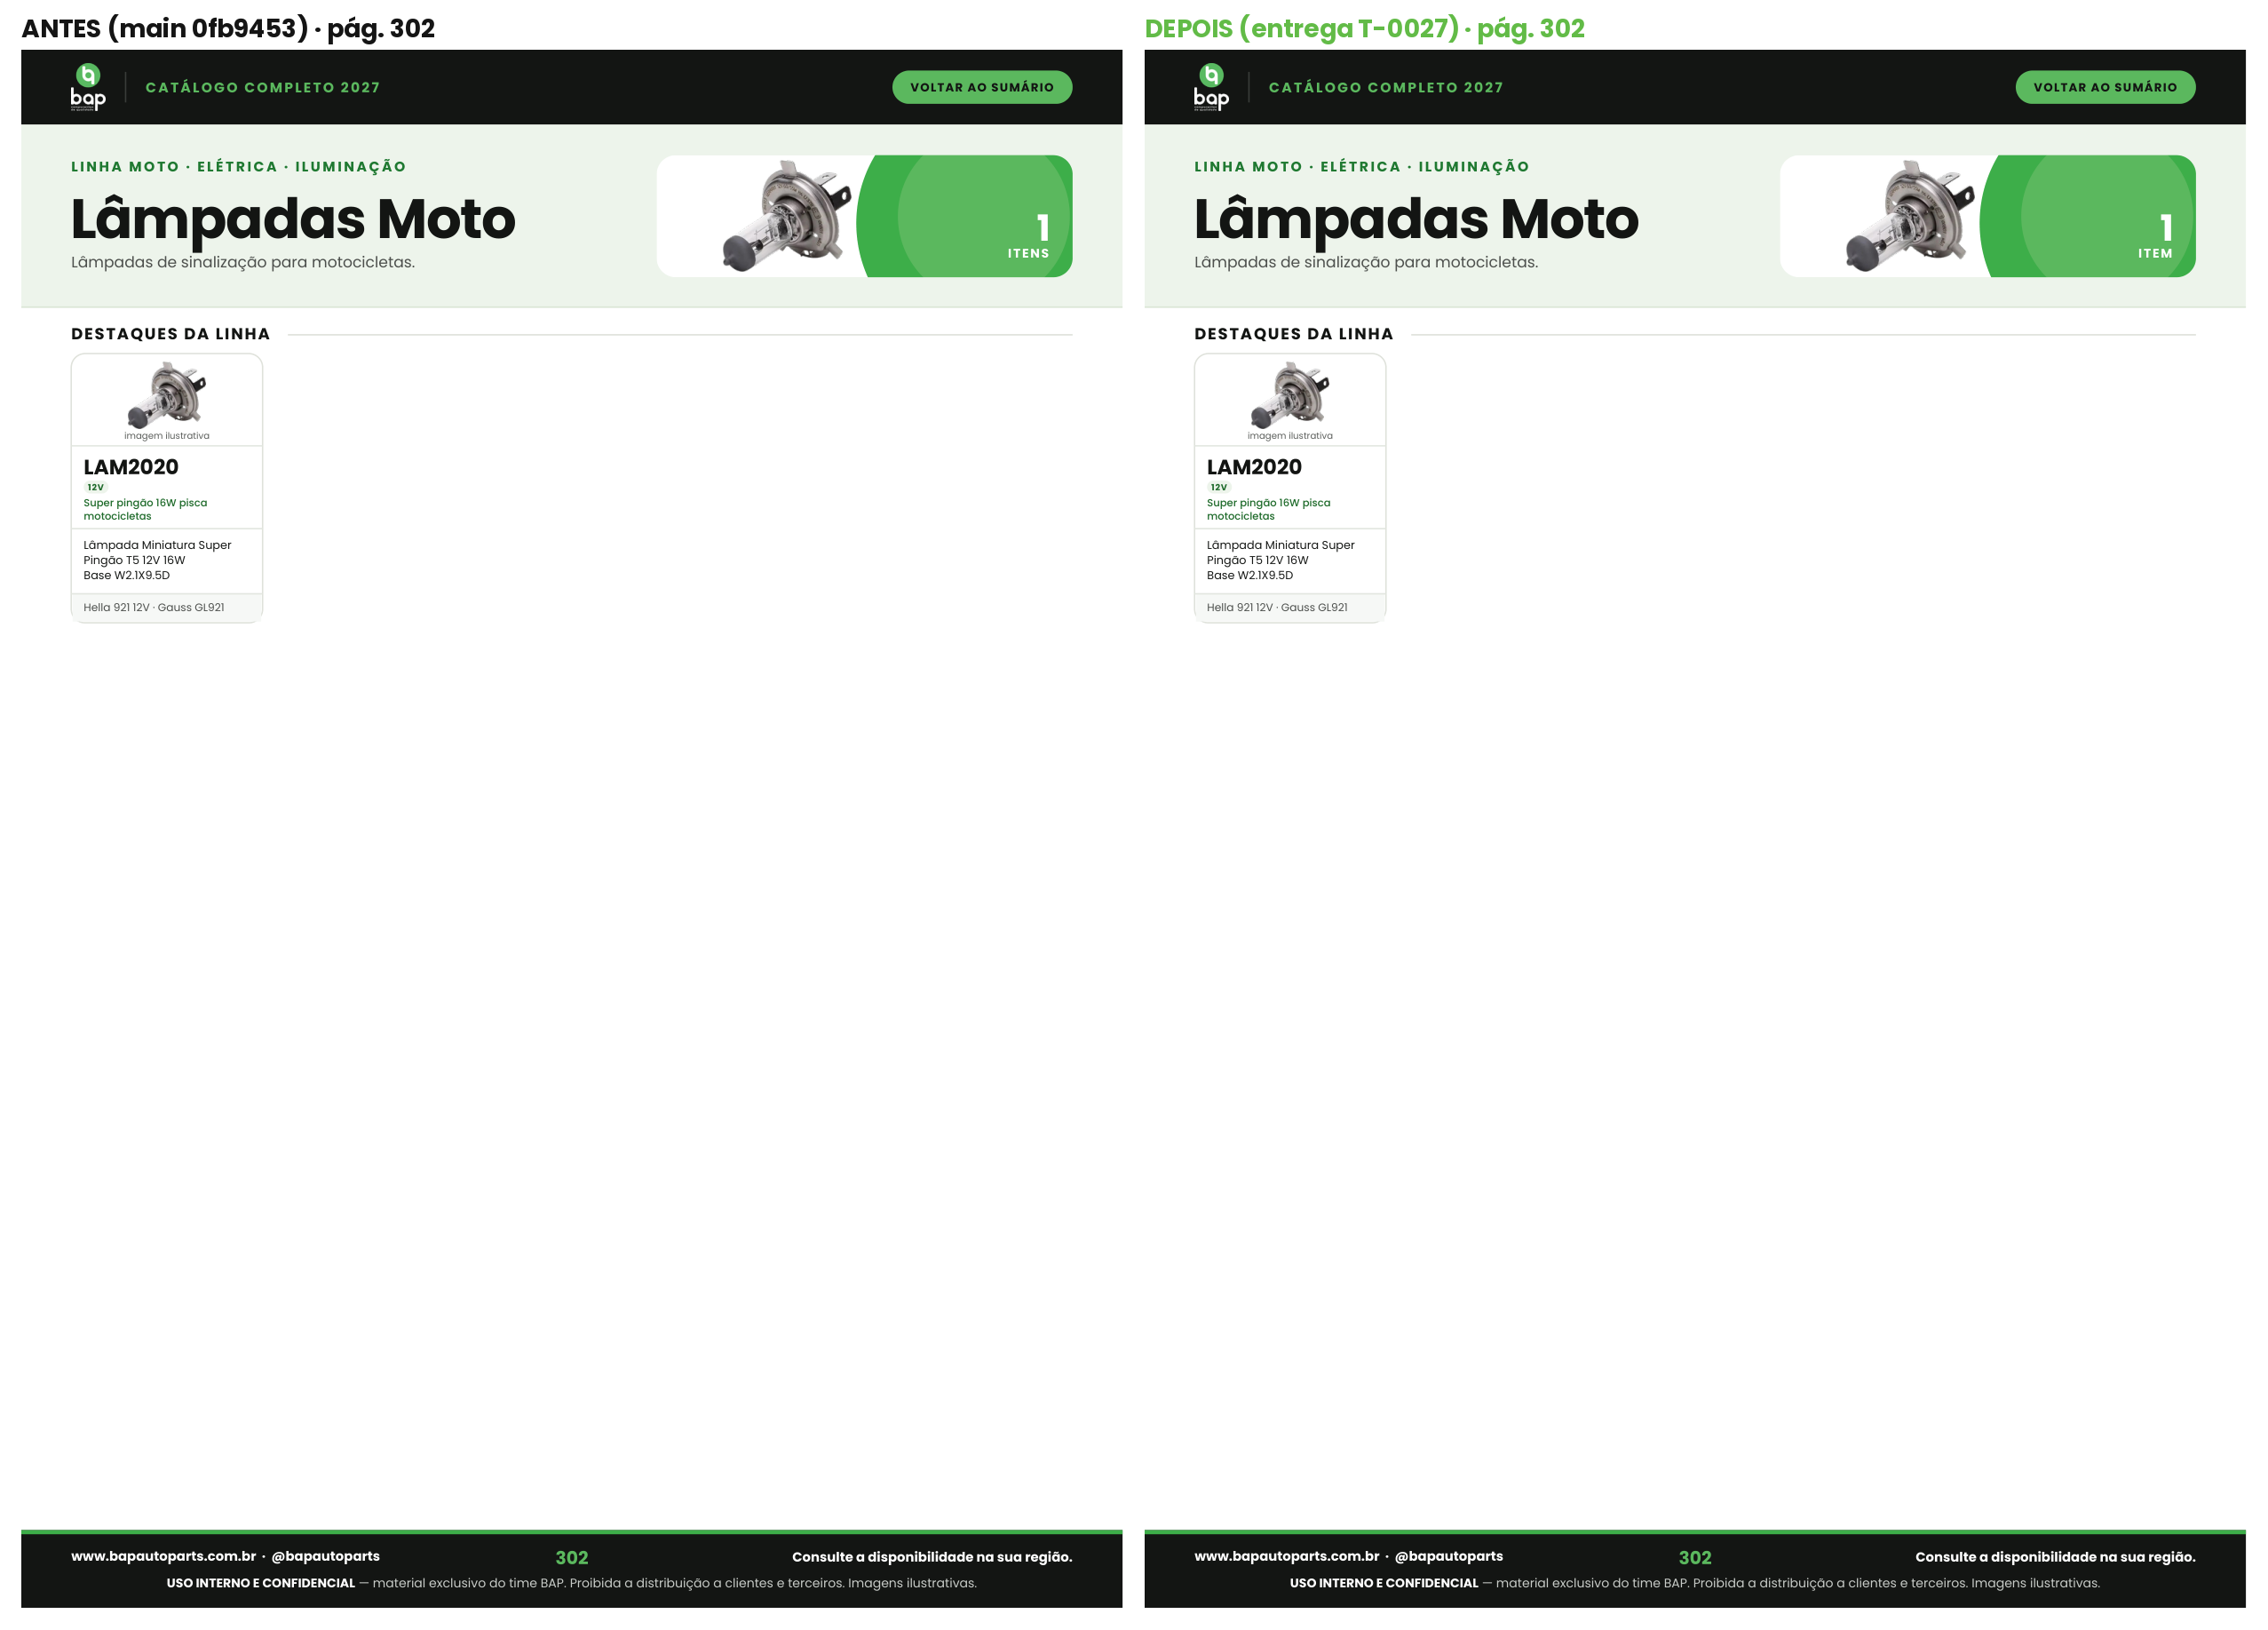 ANTES (main 0fb9453) · pág. 302
bap
CATÁLOGO COMPLETO 2027
VOLTAR AO SUMÁRIO
LINHA MOTO · ELÉTRICA · ILUMINAÇÃO
Lâmpadas Moto
Lâmpadas de sinalização para motocicletas.
1
ITENS
DESTAQUES DA LINHA
imagem ilustrativa
LAM2020
12V
Super pingão 16W pisca
motocicletas
Lâmpada Miniatura Super
Pingão T5 12V 16W
Base W2.1X9.5D
Hella 921 12V · Gauss GL921
www.bapautoparts.com.br · @bapautoparts
302
Consulte a disponibilidade na sua região.
USO INTERNO E CONFIDENCIAL — material exclusivo do time BAP. Proibida a distribuição a clientes e terceiros. Imagens ilustrativas.
DEPOIS (entrega T-0027) · pág. 302
bap
CATÁLOGO COMPLETO 2027
VOLTAR AO SUMÁRIO
LINHA MOTO · ELÉTRICA · ILUMINAÇÃO
Lâmpadas Moto
Lâmpadas de sinalização para motocicletas.
1
ITEM
DESTAQUES DA LINHA
imagem ilustrativa
LAM2020
12V
Super pingão 16W pisca
motocicletas
Lâmpada Miniatura Super
Pingão T5 12V 16W
Base W2.1X9.5D
Hella 921 12V · Gauss GL921
www.bapautoparts.com.br · @bapautoparts
302
Consulte a disponibilidade na sua região.
USO INTERNO E CONFIDENCIAL — material exclusivo do time BAP. Proibida a distribuição a clientes e terceiros. Imagens ilustrativas.